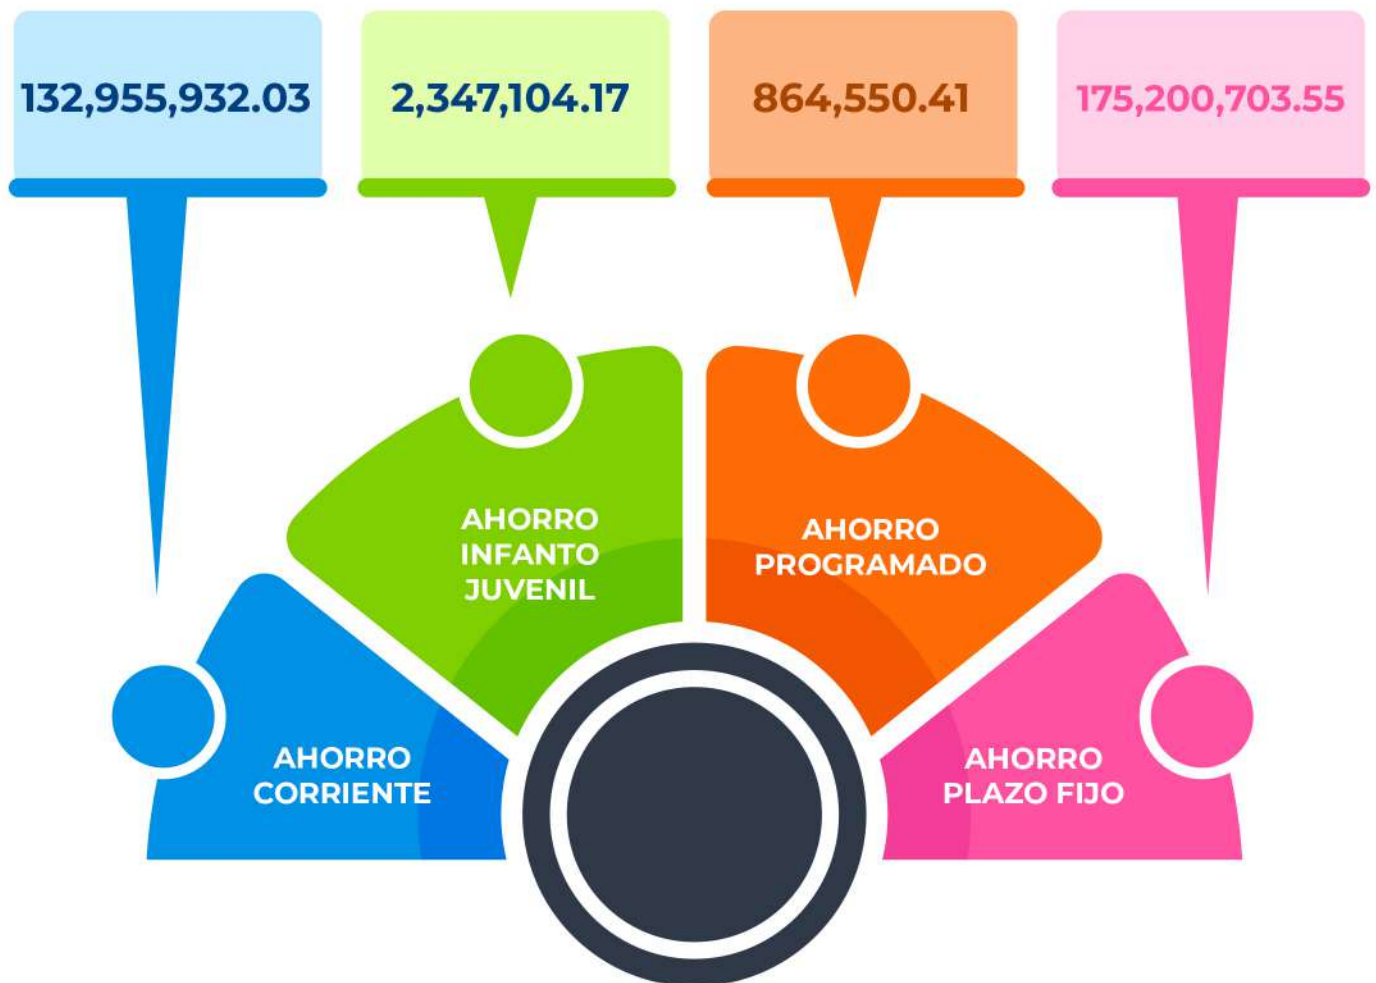 132,955,932.03
2,347,104.17
864,550.41
175,200,703.55
AHORRO
INFANTO
JUVENIL
AHORRO
PROGRAMADO
AHORRO
CORRIENTE
AHORRO
PLAZO FIJO